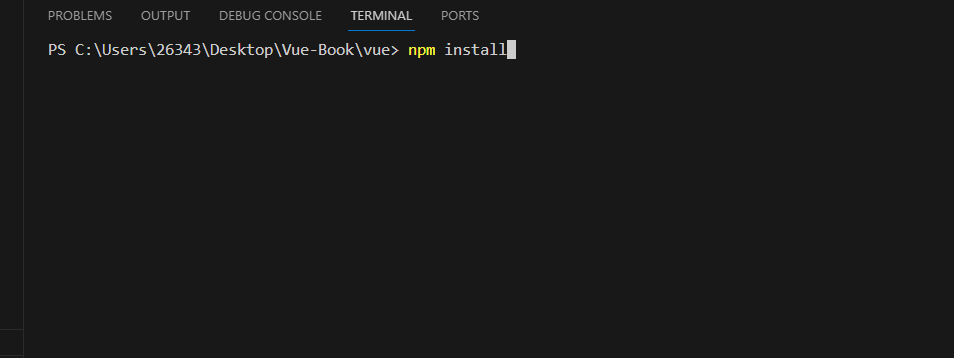 PROBLEMS OUTPUT DEBUG CONSOLE TERMINAL PORTS
PS C:\Users\26343\Desktop\Vue-Book\vue> npm install